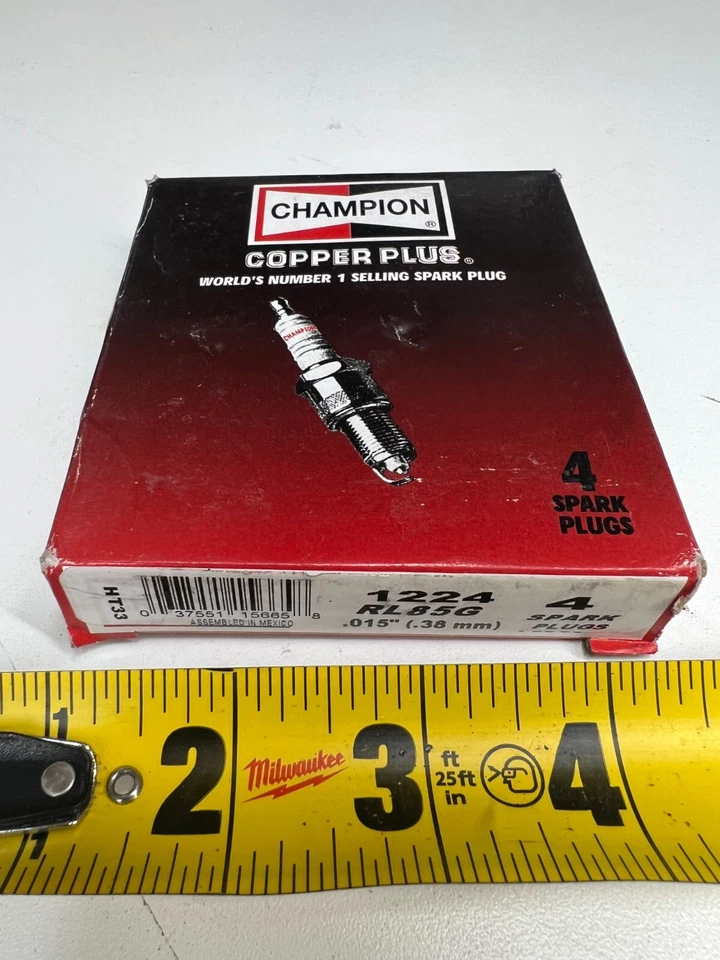 CHAMPION ®
COPPER PLUS®
WORLD'S NUMBER 1 SELLING SPARK PLUG
CHAMPION
4
SPARK
PLUGS
HT33
0 37551 15665 8
ASSEMBLED IN MEXICO
1224
RL85G
.015" (.38 mm)
4
SPARK
PLUGS
1
2
Milwaukee
3
ft
25ft
in
4
1